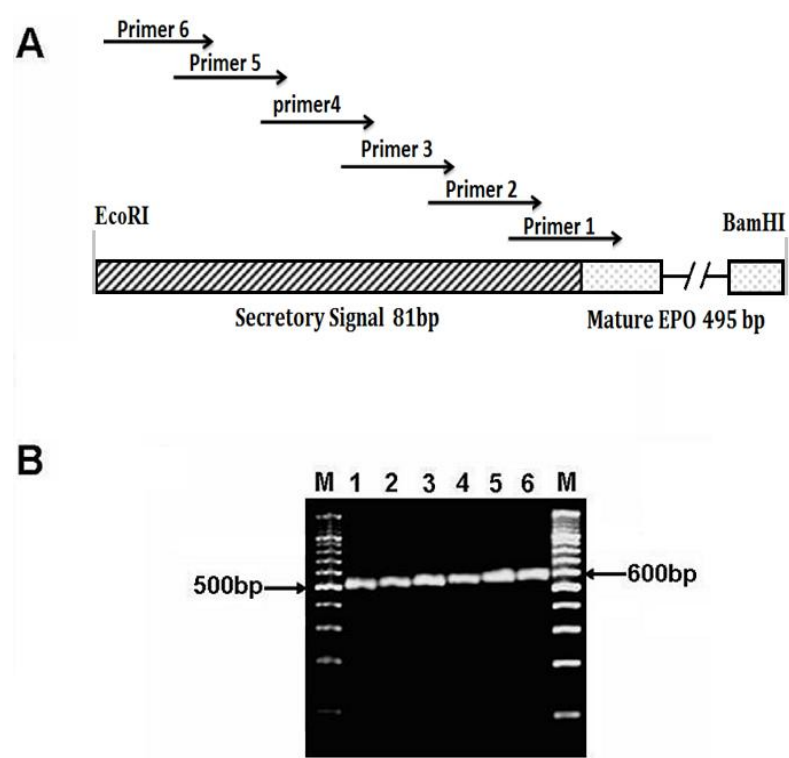 A
Primer 6
Primer 5
primer4
Primer 3
Primer 2
Primer 1
EcoRI
BamHI
Secretory Signal 81bp
Mature EPO 495 bp
B
M 1 2 3 4 5 6 M
500bp
600bp